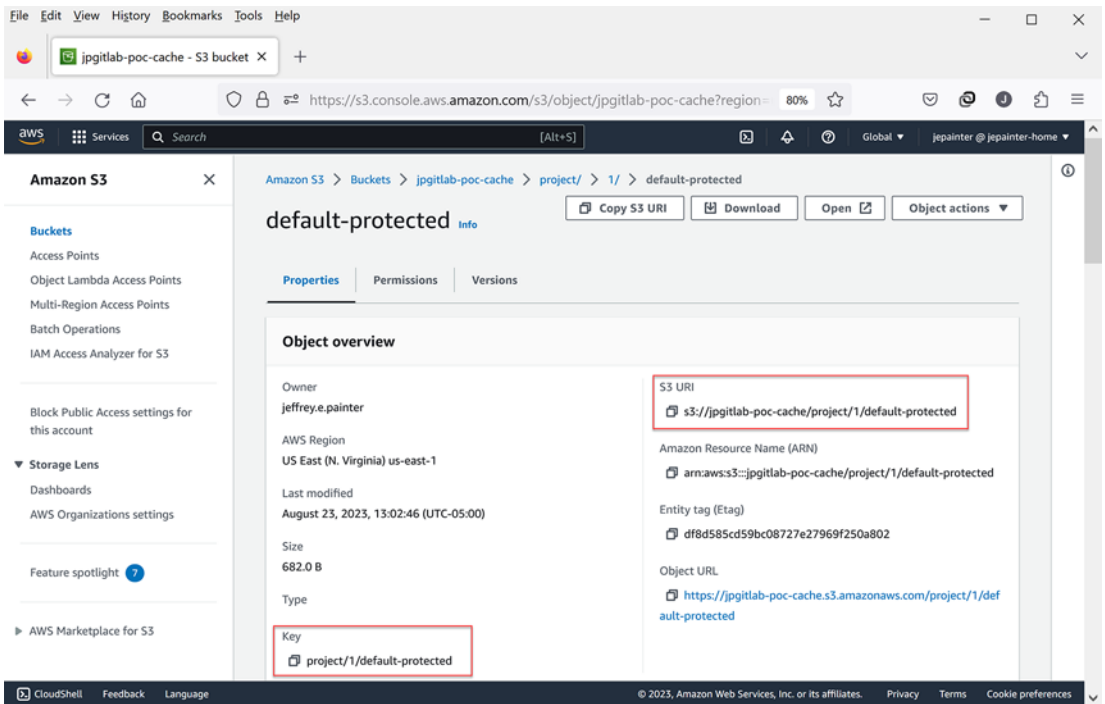 File Edit View History Bookmarks Tools Help
jpgitlab-poc-cache - S3 bucket
https://s3.console.aws.amazon.com/s3/object/jpgitlab-poc-cache?region= 80%
aws Services Search [Alt+S] Global jepainter @ jepainter-home
Amazon S3
Buckets
Access Points
Object Lambda Access Points
Multi-Region Access Points
Batch Operations
IAM Access Analyzer for S3
Block Public Access settings for
this account
Storage Lens
Dashboards
AWS Organizations settings
Feature spotlight 7
AWS Marketplace for S3
Amazon S3 > Buckets > jpgitlab-poc-cache > project/ > 1/ > default-protected
default-protected Info
Copy S3 URI Download Open Object actions
Properties Permissions Versions
Object overview
Owner
jeffrey.e.painter
AWS Region
US East (N. Virginia) us-east-1
Last modified
August 23, 2023, 13:02:46 (UTC-05:00)
Size
682.0 B
Type
Key
project/1/default-protected
S3 URI
s3://jpgitlab-poc-cache/project/1/default-protected
Amazon Resource Name (ARN)
arn:aws:s3:::jpgitlab-poc-cache/project/1/default-protected
Entity tag (Etag)
df8d585cd59bc08727e27969f250a802
Object URL
https://jpgitlab-poc-cache.s3.amazonaws.com/project/1/def
ault-protected
CloudShell Feedback Language © 2023, Amazon Web Services, Inc. or its affiliates. Privacy Terms Cookie preferences